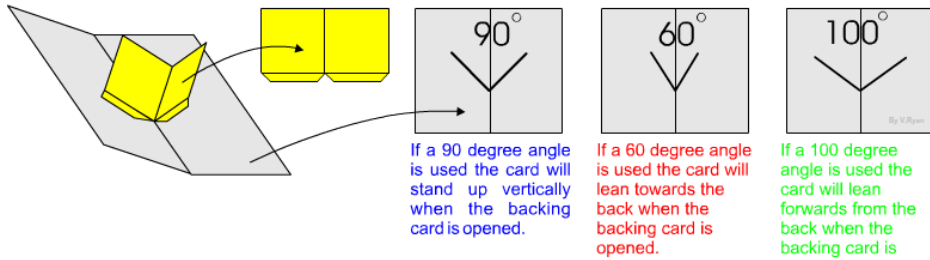 90°
60°
100°
By V.Ryan
If a 90 degree angle
is used the card will
stand up vertically
when the backing
card is opened.
If a 60 degree angle
is used the card will
lean towards the
back when the
backing card is
opened.
If a 100 degree
angle is used the
card will lean
forwards from the
back when the
backing card is